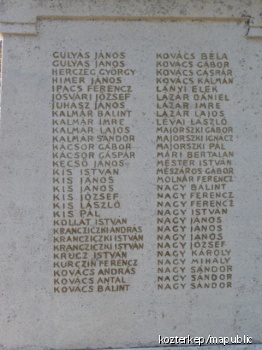 GULYÁS JÁNOS
GULYÁS JÁNOS
HERCZEG GYÖRGY
HIMER JÁNOS
IPACS FERENCZ
JÓSVÁRI JÓZSEF
JUHÁSZ JÁNOS
KALMÁR BÁLINT
KALMÁR IMRE
KALMÁR LAJOS
KALMÁR SÁNDOR
KÁCSOR GÁBOR
KÁCSOR GÁSPÁR
KECSŐ JÁNOS
KIS ISTVÁN
KIS JÁNOS
KIS JÁNOS
KIS JÓZSEF
KIS LÁSZLÓ
KIS PÁL
KOLLÁT ISTVÁN
KRANCZICZKI ANDRÁS
KRANCZICZKI ISTVÁN
KRANCZICZKI ISTVÁN
KRUCZ ISTVÁN
KURCZIN FERENCZ
KOVÁCS ANDRÁS
KOVÁCS ANTAL
KOVÁCS BÁLINT
KOVÁCS BÉLA
KOVÁCS GÁBOR
KOVÁCS GÁSPÁR
KOVÁCS KÁLMÁN
LÁNYI ELEK
LÁZÁR DÁNIEL
LÁZÁR IMRE
LÁZÁR LAJOS
LÉVAI LÁSZLÓ
MAJORSZKI GÁBOR
MAJORSZKI IGNÁCZ
MAJORSZKI PÁL
MÁRI BERTALAN
MESTER ISTVÁN
MÉSZÁROS GÁBOR
MOLNÁR FERENCZ
NAGY BÁLINT
NAGY FERENCZ
NAGY FERENCZ
NAGY ISTVÁN
NAGY JÁNOS
NAGY JÁNOS
NAGY JÁNOS
NAGY JÓZSEF
NAGY KÁROLY
NAGY MIHÁLY
NAGY SÁNDOR
NAGY SÁNDOR
NAGY SÁNDOR
kozterkep/mapublic